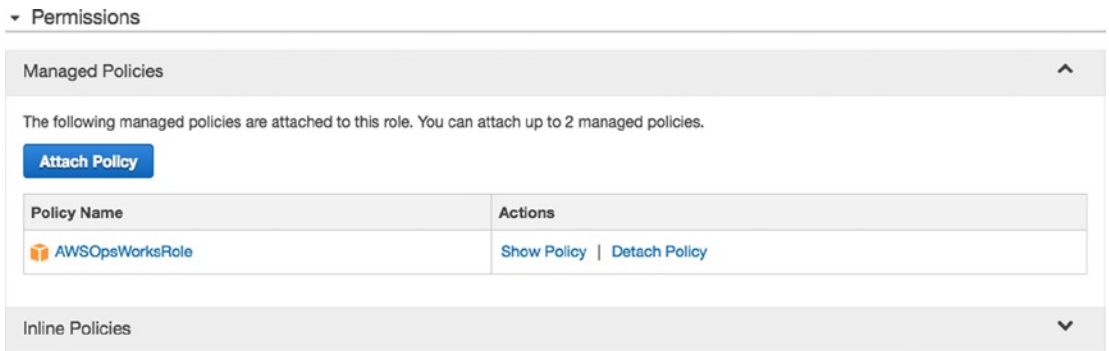 Permissions
Managed Policies
The following managed policies are attached to this role. You can attach up to 2 managed policies.
Attach Policy
Policy Name Actions
AWSOpsWorksRole Show Policy | Detach Policy
Inline Policies